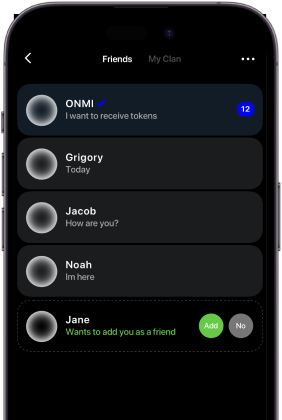 Friends
My Clan
ONMI
12
I want to receive tokens
Grigory
Today
Jacob
How are you?
Noah
Im here
Jane
Wants to add you as a friend
Add
No